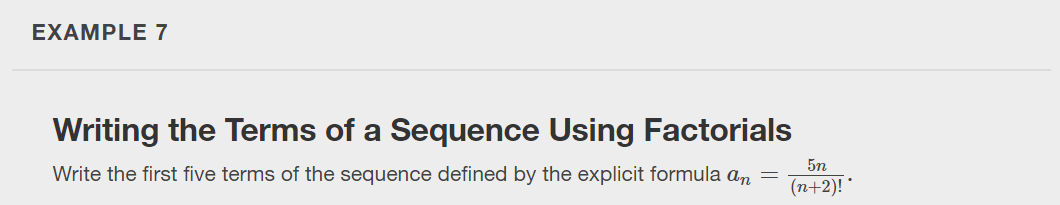 EXAMPLE 7
Writing the Terms of a Sequence Using Factorials
Write the first five terms of the sequence defined by the explicit formula aₙ = 5n/(n+2)!.